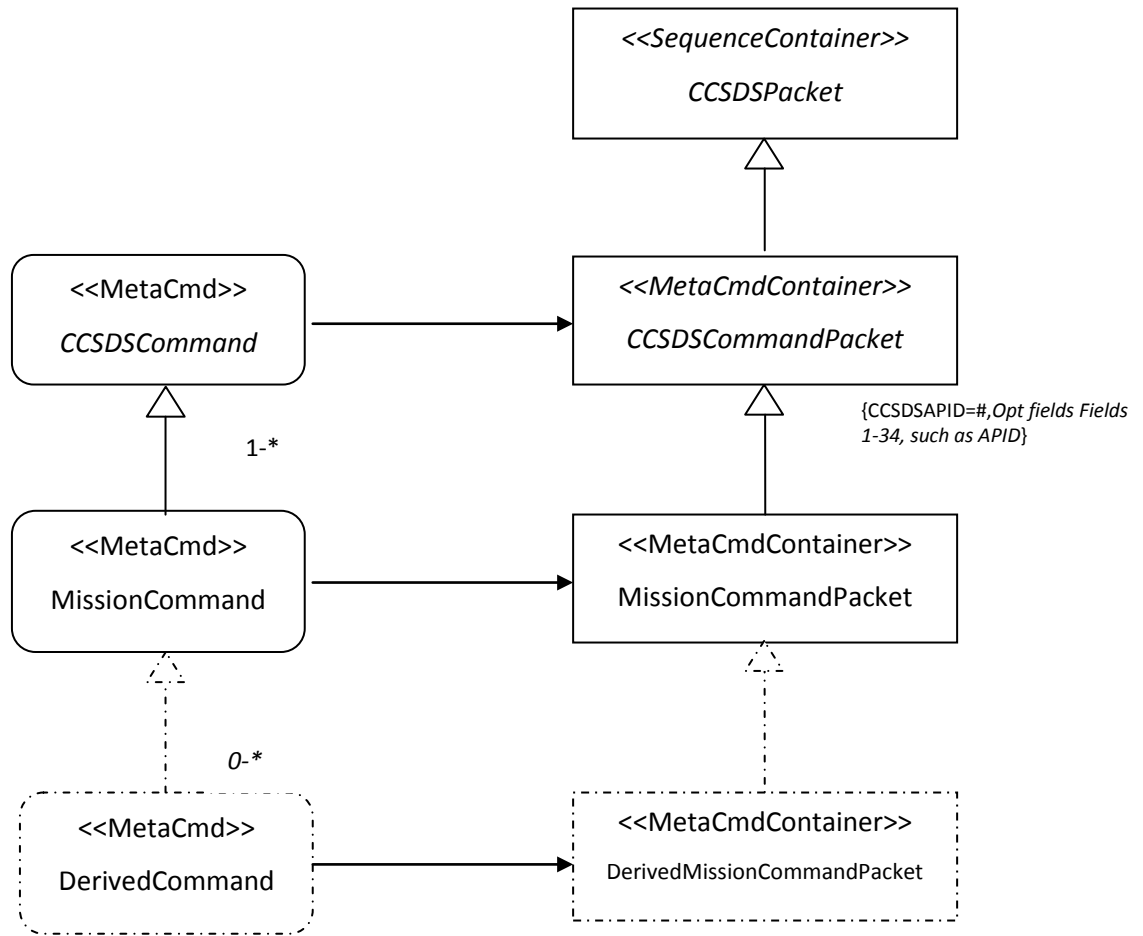 <<SequenceContainer>>
CCSDSPacket
<<MetaCmd>>
CCSDSCommand
<<MetaCmdContainer>>
CCSDSCommandPacket
{CCSDSAPID=#,Opt fields Fields
1-34, such as APID}
1-*
<<MetaCmd>>
MissionCommand
<<MetaCmdContainer>>
MissionCommandPacket
0-*
<<MetaCmd>>
DerivedCommand
<<MetaCmdContainer>>
DerivedMissionCommandPacket